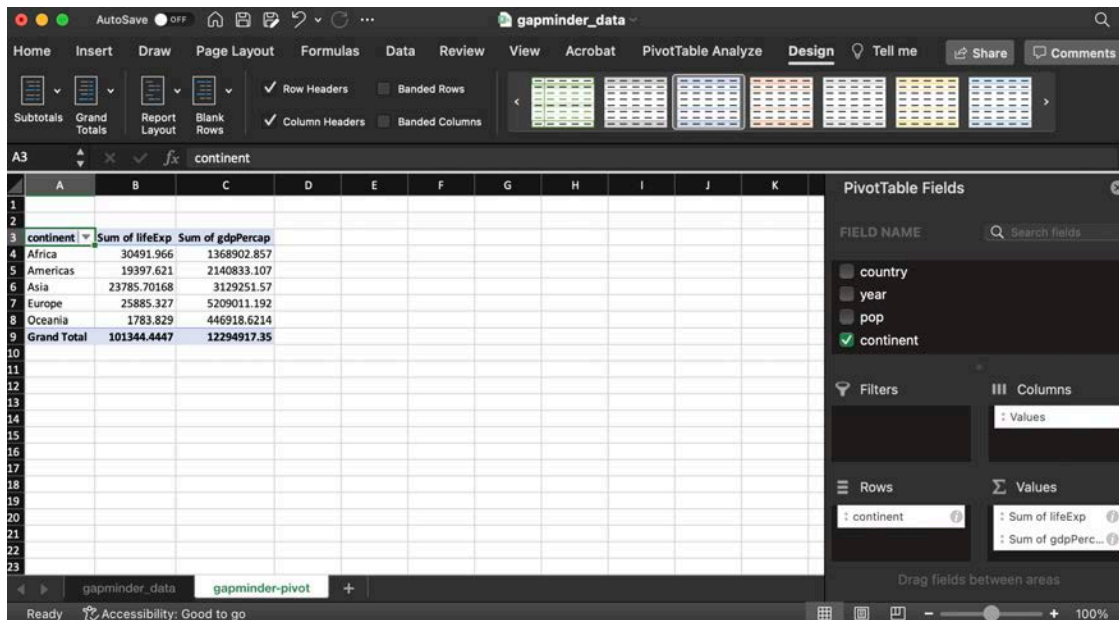 AutoSave OFF ... gapminder_data
Home Insert Draw Page Layout Formulas Data Review View Acrobat PivotTable Analyze Design Tell me Share Comments
Subtotals Grand Totals Report Layout Blank Rows Row Headers Column Headers Banded Rows Banded Columns
A3 fx continent
A B C D E F G H I J K PivotTable Fields
1
2
3 continent Sum of lifeExp Sum of gdpPercap
4 Africa 30491.966 1368902.857
5 Americas 19397.621 2140833.107
6 Asia 23785.70168 3129251.57
7 Europe 25885.327 5209011.192
8 Oceania 1783.829 446918.6214
9 Grand Total 101344.4447 12294917.35
10
11
12
13
14
15
16
17
18
19
20
21
22
23
FIELD NAME Search fields
country
year
pop
continent
Filters Columns
Values
Rows Values
continent Sum of lifeExp
Sum of gdpPerc...
Drag fields between areas
gapminder_data gapminder-pivot +
Ready Accessibility: Good to go - + 100%